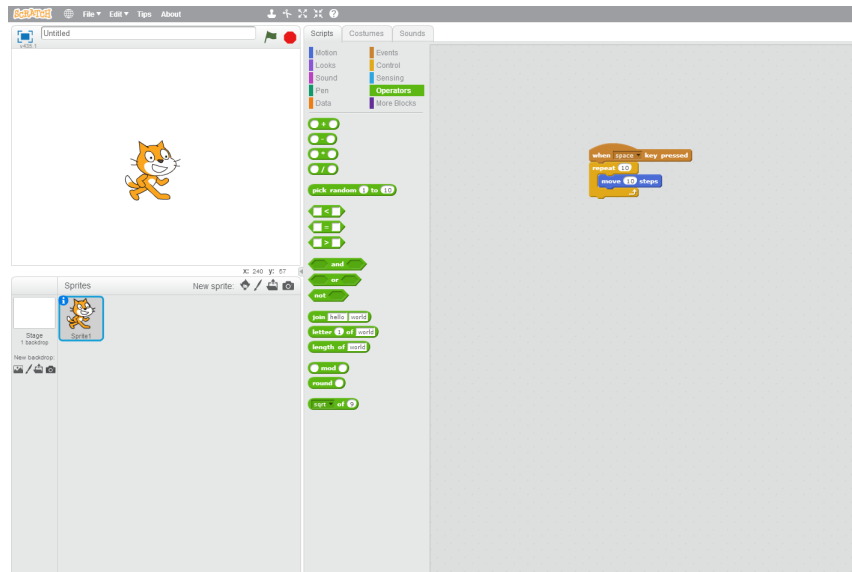 SCRATCH File Edit Tips About
Untitled
v439.1
X: 240 y: 67
Sprites New sprite:
Sprite1
Stage
1 backdrop
New backdrop:
Scripts Costumes Sounds
Motion Events
Looks Control
Sound Sensing
Pen Operators
Data More Blocks
+
-
*
/
pick random 1 to 10
<
=
>
and
or
not
join hello world
letter 1 of world
length of world
mod
round
sqrt of 9
when space key pressed
repeat 10
move 10 steps